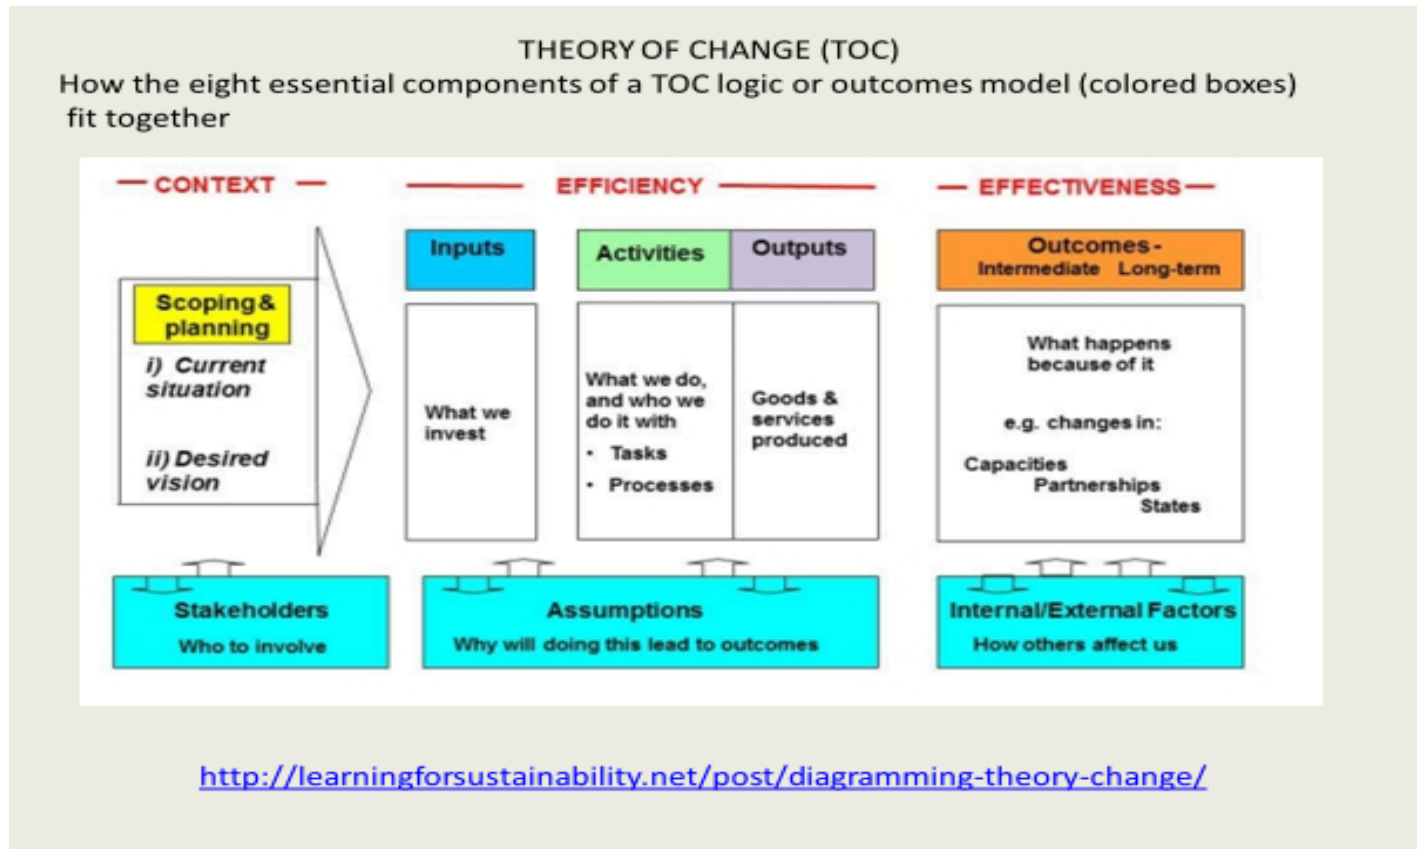 THEORY OF CHANGE (TOC)
How the eight essential components of a TOC logic or outcomes model (colored boxes)
fit together
CONTEXT
EFFICIENCY
EFFECTIVENESS
Scoping &
planning
i) Current
situation
ii) Desired
vision
Inputs
What we
invest
Activities
What we do,
and who we
do it with
• Tasks
• Processes
Outputs
Goods &
services
produced
Outcomes -
Intermediate Long-term
What happens
because of it
e.g. changes in:
Capacities
Partnerships
States
Stakeholders
Who to involve
Assumptions
Why will doing this lead to outcomes
Internal/External Factors
How others affect us
http://learningforsustainability.net/post/diagramming-theory-change/